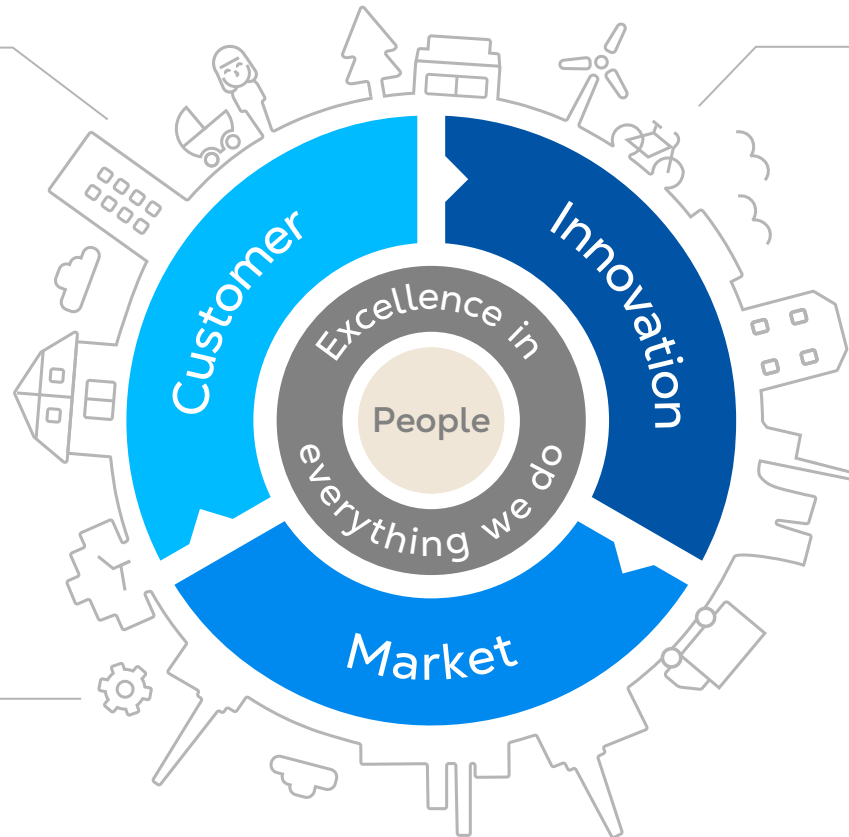 Customer
Innovation
Excellence in
People
everything we do
Market